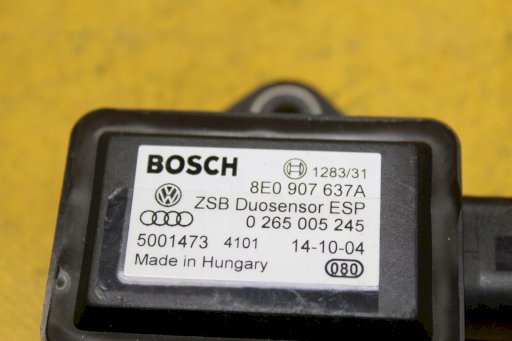 BOSCH 1283/31
8E0 907 637A
ZSB Duosensor ESP
0 265 005 245
5001473 4101 14-10-04
Made in Hungary 080